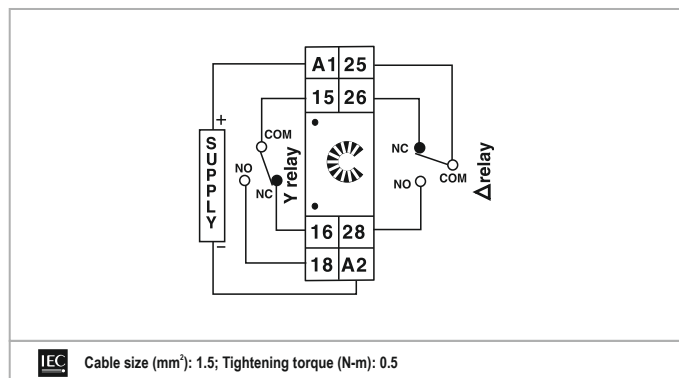 A1 25
15 26
+
SUPPLY
−
COM
NO
NC
Y relay
NC
NO
COM
Δ relay
16 28
18 A2
IEC Cable size (mm²): 1.5; Tightening torque (N-m): 0.5